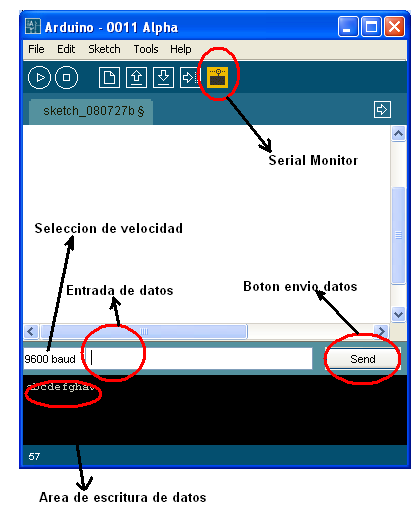 Arduino - 0011 Alpha
File Edit Sketch Tools Help
sketch_080727b §
Serial Monitor
Seleccion de velocidad
Entrada de datos
Boton envio datos
9600 baud
Send
abcdefghav
57
Area de escritura de datos